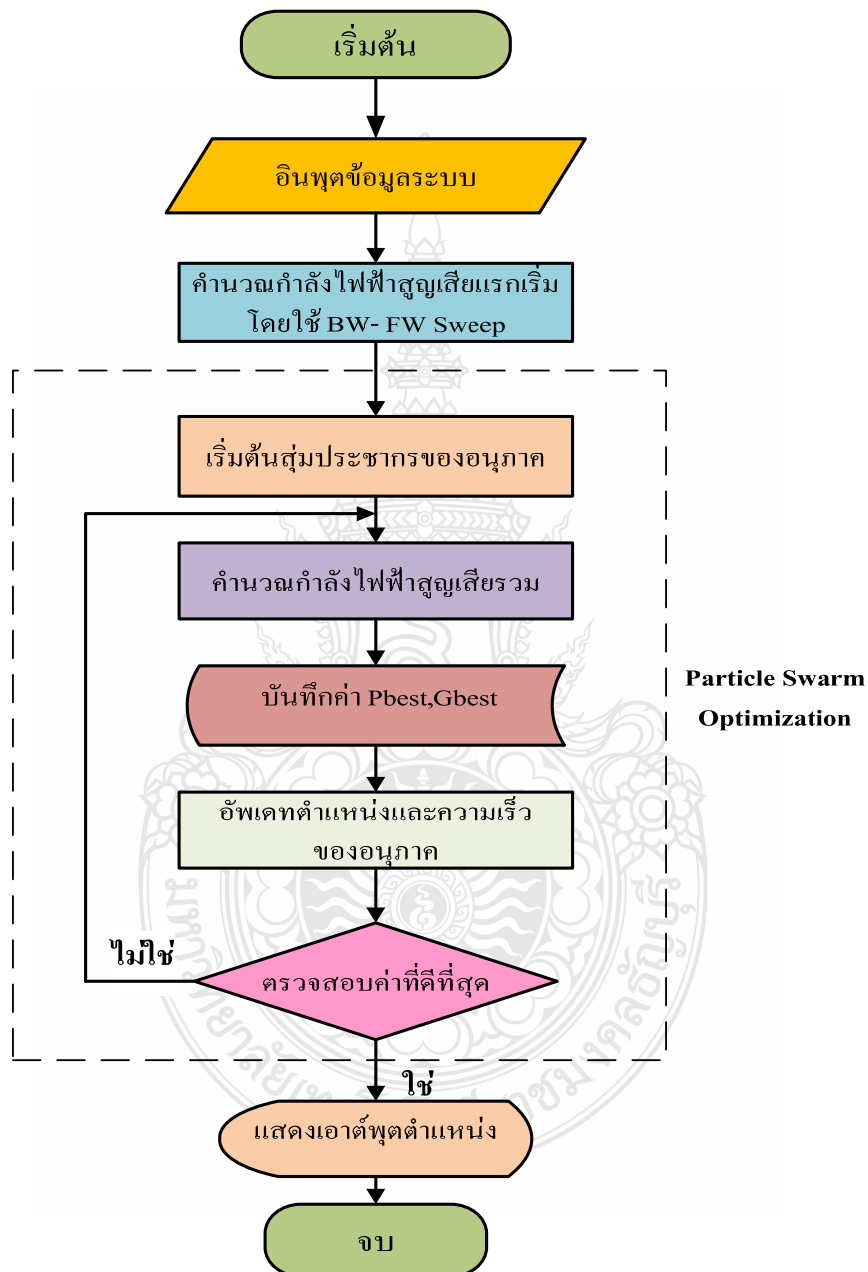 เริ่มต้น
อินพุตข้อมูลระบบ
คำนวณกำลังไฟฟ้าสูญเสียแรกเริ่ม
โดยใช้ BW- FW Sweep
เริ่มต้นสุ่มประชากรของอนุภาค
คำนวณกำลังไฟฟ้าสูญเสียรวม
บันทึกค่า Pbest,Gbest
Particle Swarm
Optimization
อัพเดทตำแหน่งและความเร็ว
ของอนุภาค
ไม่ใช่
ตรวจสอบค่าที่ดีที่สุด
ใช่
แสดงเอาต์พุตตำแหน่ง
จบ